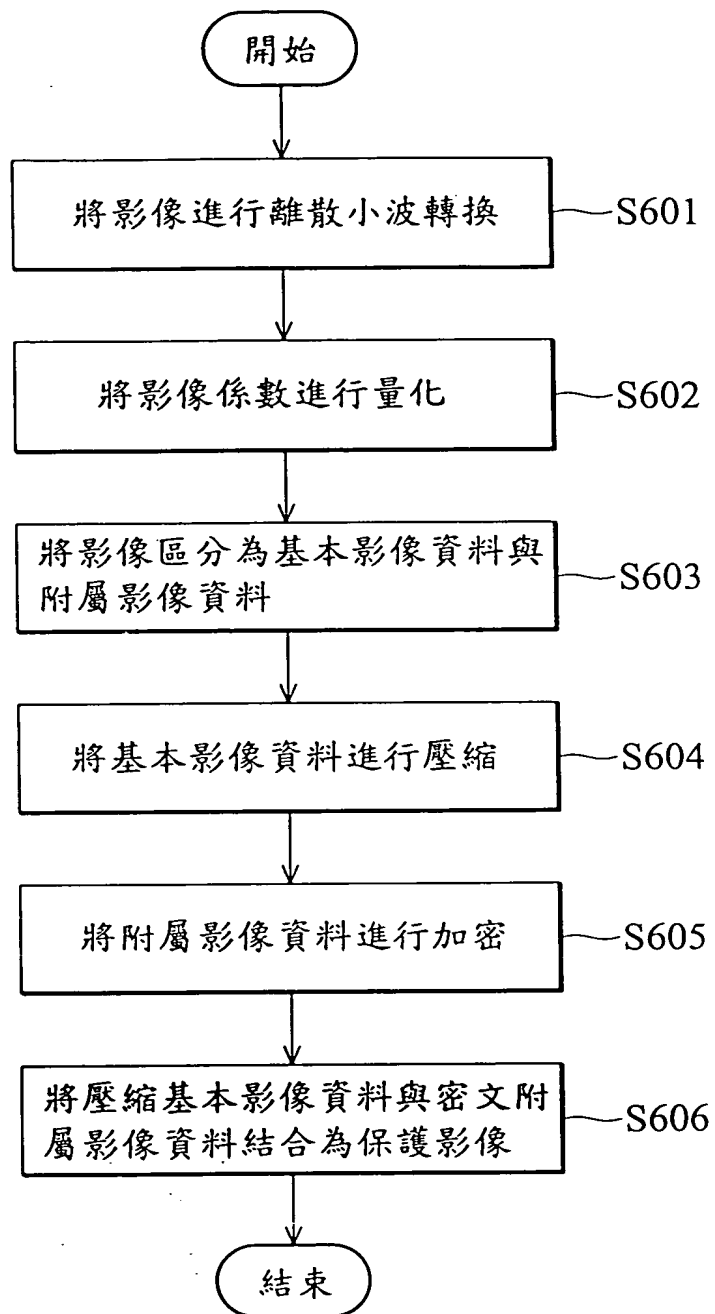 開始
將影像進行離散小波轉換
S601
將影像係數進行量化
S602
將影像區分為基本影像資料與
附屬影像資料
S603
將基本影像資料進行壓縮
S604
將附屬影像資料進行加密
S605
將壓縮基本影像資料與密文附
屬影像資料結合為保護影像
S606
結束